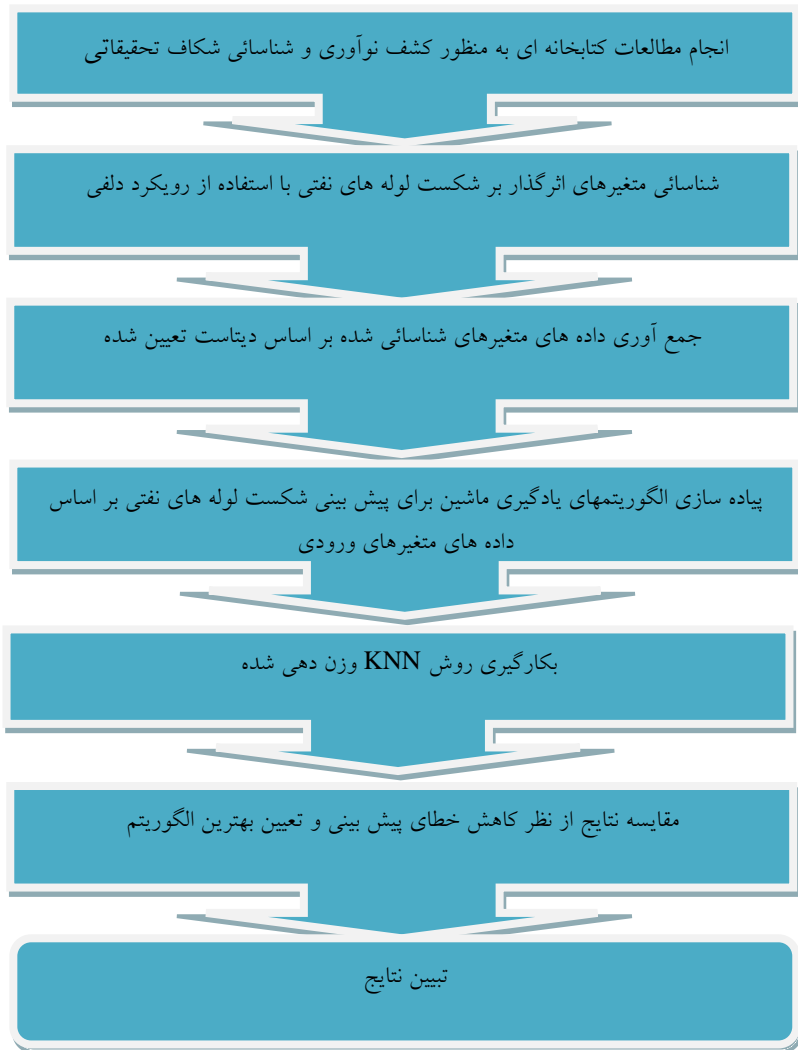 انجام مطالعات کتابخانه ای به منظور کشف نوآوری و شناسائی شکاف تحقیقاتی
شناسائی متغیرهای اثرگذار بر شکست لوله های نفتی با استفاده از رویکرد دلفی
جمع آوری داده های متغیرهای شناسائی شده بر اساس دیتاست تعیین شده
پیاده سازی الگوریتمهای یادگیری ماشین برای پیش بینی شکست لوله های نفتی بر اساس
داده های متغیرهای ورودی
بکارگیری روش KNN وزن دهی شده
مقایسه نتایج از نظر کاهش خطای پیش بینی و تعیین بهترین الگوریتم
تبیین نتایج